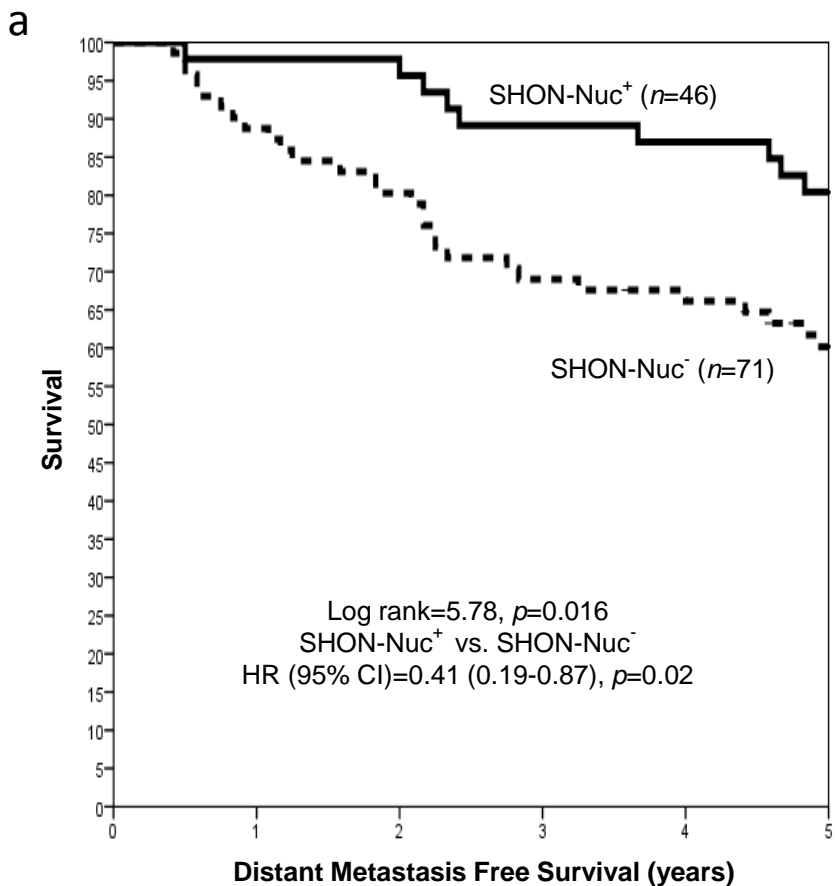 a
100
95
90
85
80
75
70
65
60
55
50
45
40
35
30
25
20
15
10
5
0
Survival
SHON-Nuc⁺ (n=46)
SHON-Nuc⁻ (n=71)
Log rank=5.78, p=0.016
SHON-Nuc⁺ vs. SHON-Nuc⁻
HR (95% CI)=0.41 (0.19-0.87), p=0.02
0 1 2 3 4 5
Distant Metastasis Free Survival (years)